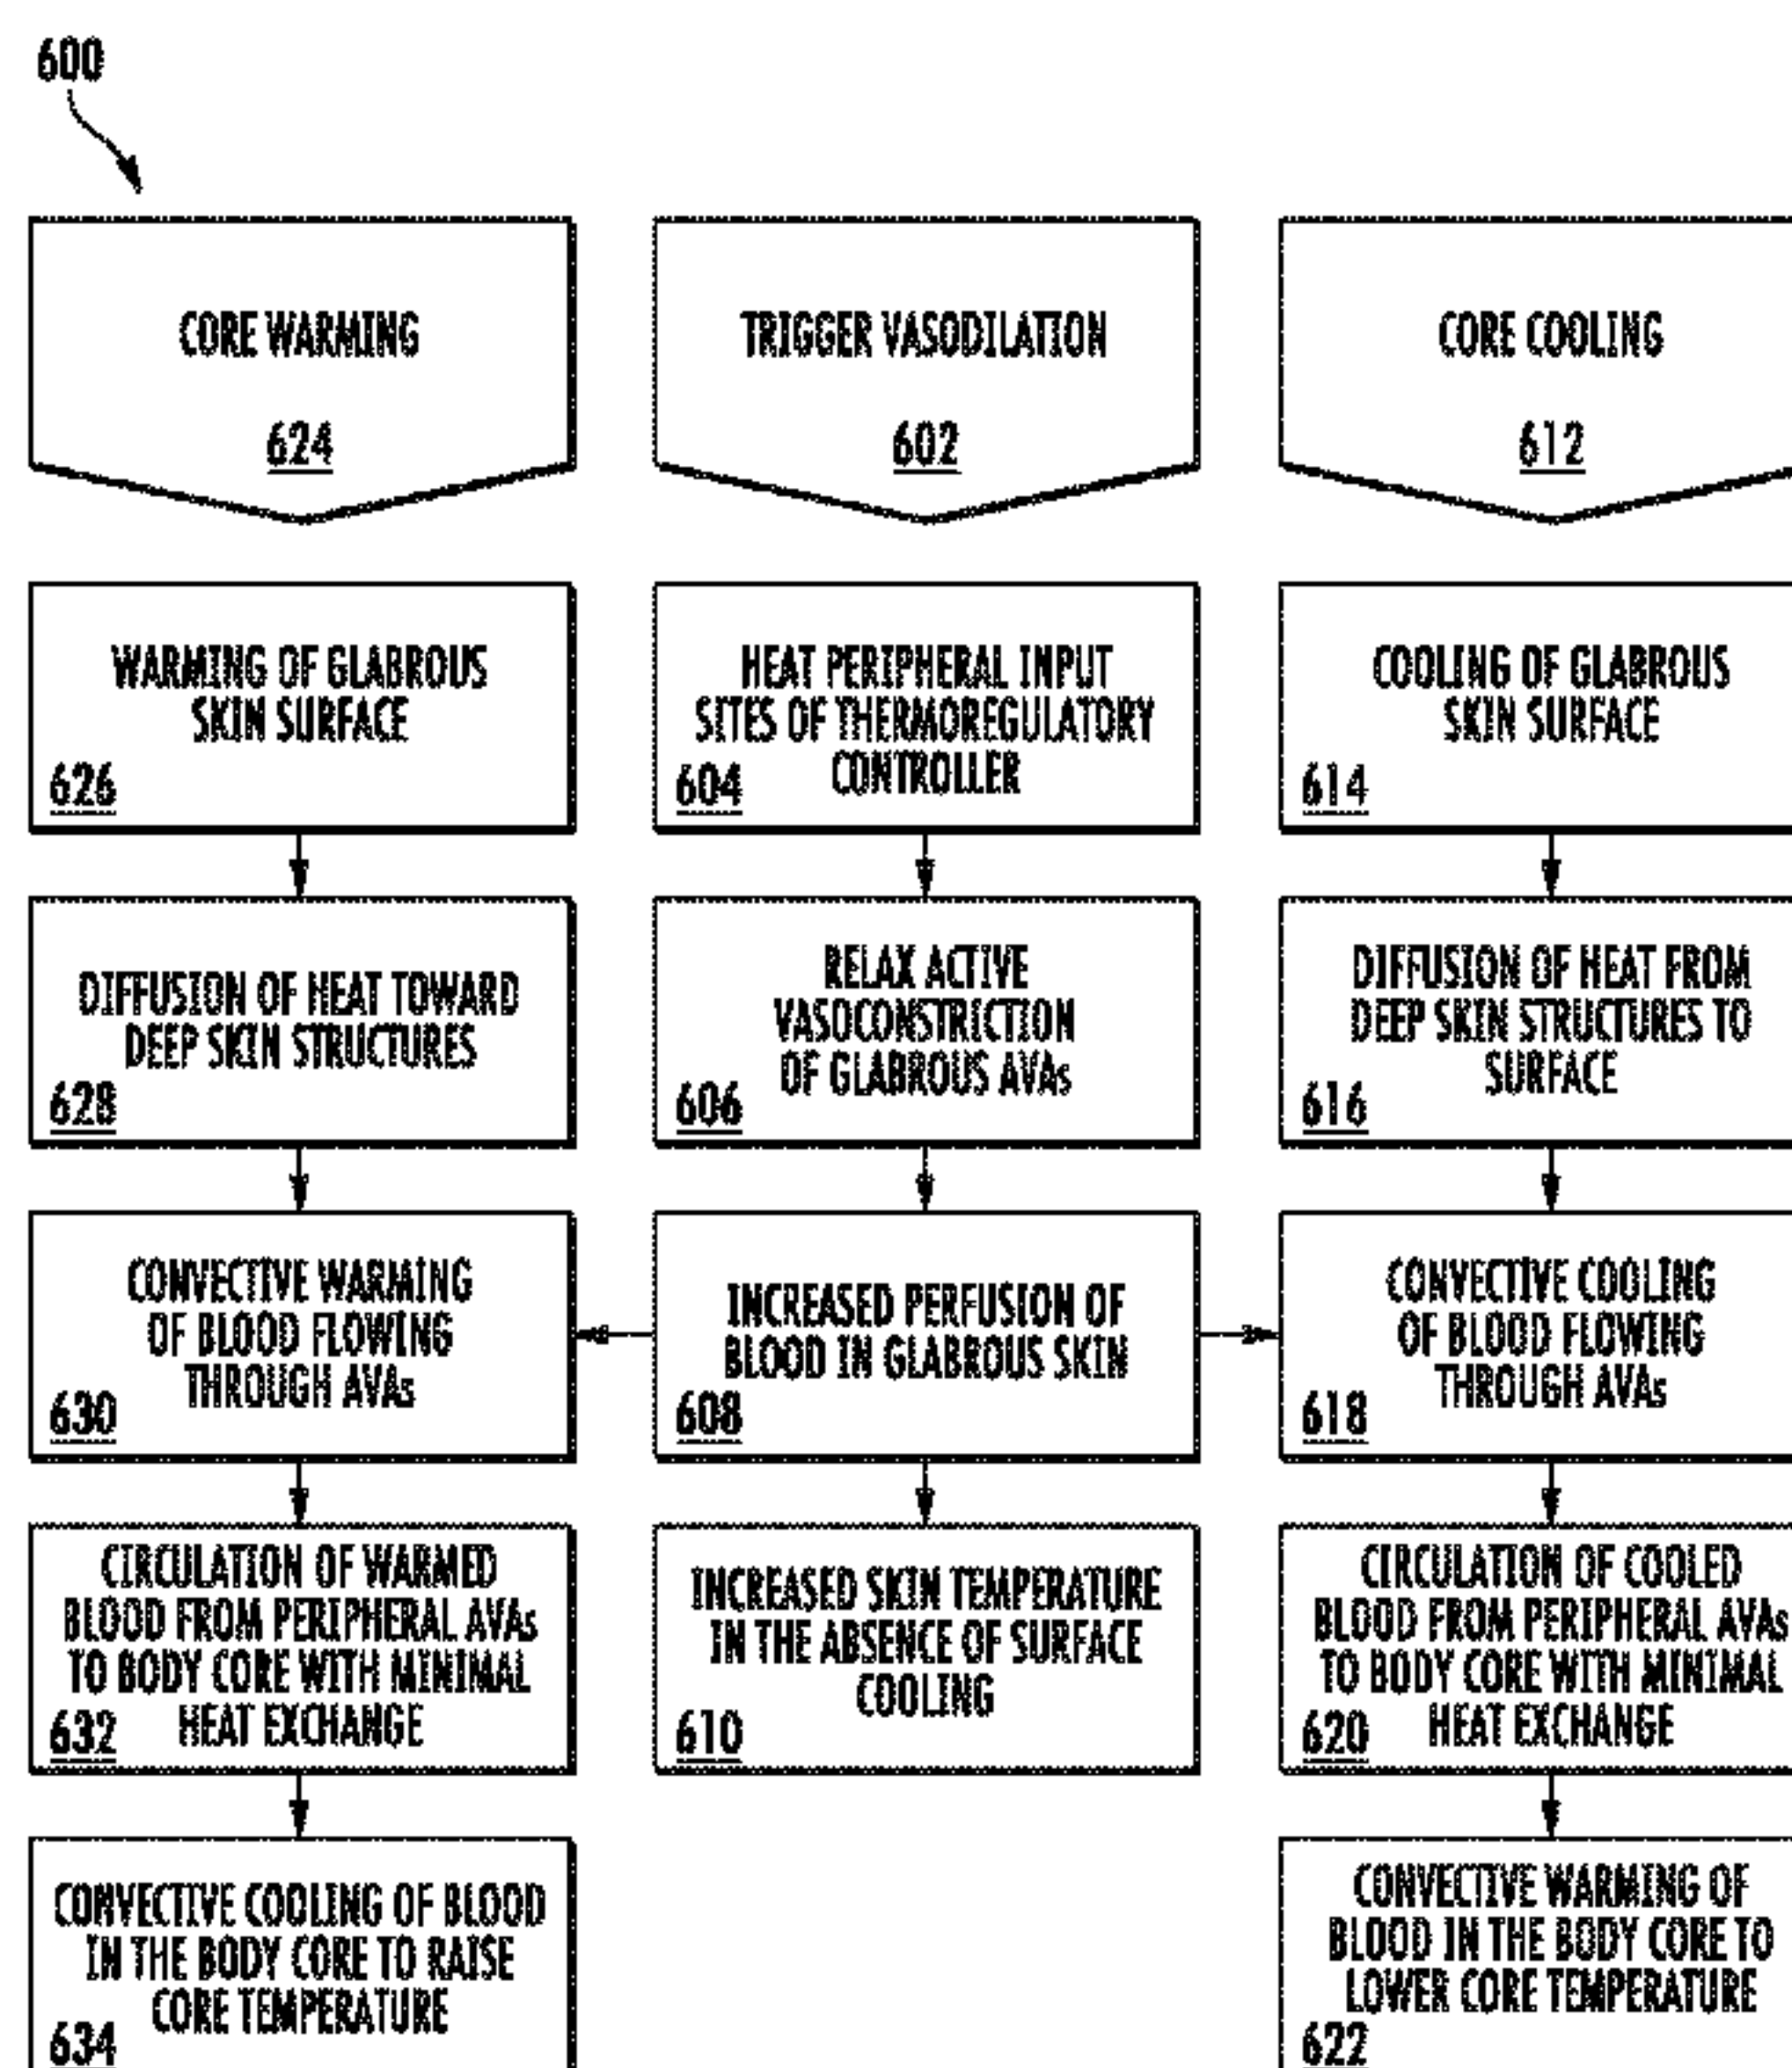 600
CORE WARMING
624
TRIGGER VASODILATION
602
CORE COOLING
612
WARMING OF GLABROUS
SKIN SURFACE
626
HEAT PERIPHERAL INPUT
SITES OF THERMOREGULATORY
CONTROLLER
604
COOLING OF GLABROUS
SKIN SURFACE
614
DIFFUSION OF HEAT TOWARD
DEEP SKIN STRUCTURES
628
RELAX ACTIVE
VASOCONSTRICTION
OF GLABROUS AVAs
606
DIFFUSION OF HEAT FROM
DEEP SKIN STRUCTURES TO
SURFACE
616
CONVECTIVE WARMING
OF BLOOD FLOWING
THROUGH AVAs
630
INCREASED PERFUSION OF
BLOOD IN GLABROUS SKIN
608
CONVECTIVE COOLING
OF BLOOD FLOWING
THROUGH AVAs
618
CIRCULATION OF WARMED
BLOOD FROM PERIPHERAL AVAs
TO BODY CORE WITH MINIMAL
HEAT EXCHANGE
632
INCREASED SKIN TEMPERATURE
IN THE ABSENCE OF SURFACE
COOLING
610
CIRCULATION OF COOLED
BLOOD FROM PERIPHERAL AVAs
TO BODY CORE WITH MINIMAL
HEAT EXCHANGE
620
CONVECTIVE COOLING OF BLOOD
IN THE BODY CORE TO RAISE
CORE TEMPERATURE
634
CONVECTIVE WARMING OF
BLOOD IN THE BODY CORE TO
LOWER CORE TEMPERATURE
622